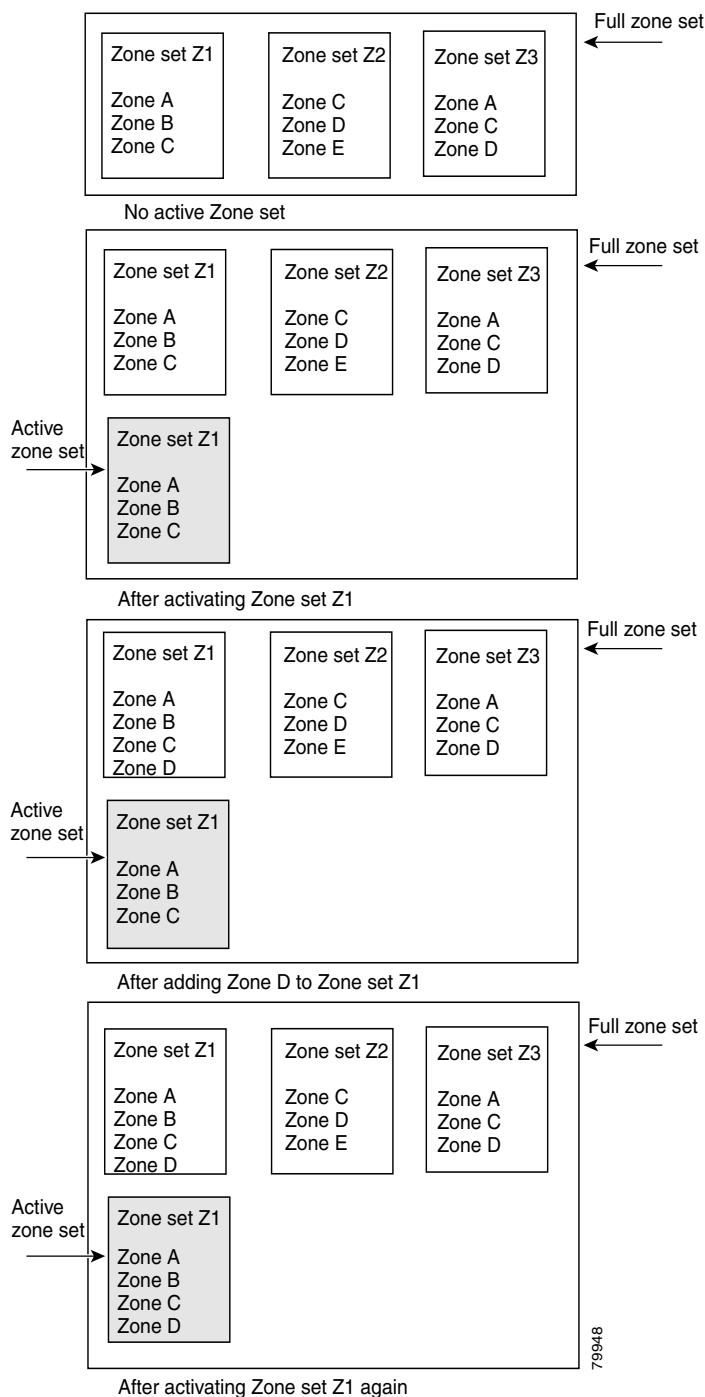 Full zone set
Zone set Z1
Zone A
Zone B
Zone C
Zone set Z2
Zone C
Zone D
Zone E
Zone set Z3
Zone A
Zone C
Zone D
No active Zone set
Full zone set
Zone set Z1
Zone A
Zone B
Zone C
Zone set Z2
Zone C
Zone D
Zone E
Zone set Z3
Zone A
Zone C
Zone D
Active
zone set
Zone set Z1
Zone A
Zone B
Zone C
After activating Zone set Z1
Full zone set
Zone set Z1
Zone A
Zone B
Zone C
Zone D
Zone set Z2
Zone C
Zone D
Zone E
Zone set Z3
Zone A
Zone C
Zone D
Active
zone set
Zone set Z1
Zone A
Zone B
Zone C
After adding Zone D to Zone set Z1
Full zone set
Zone set Z1
Zone A
Zone B
Zone C
Zone D
Zone set Z2
Zone C
Zone D
Zone E
Zone set Z3
Zone A
Zone C
Zone D
Active
zone set
Zone set Z1
Zone A
Zone B
Zone C
Zone D
79948
After activating Zone set Z1 again